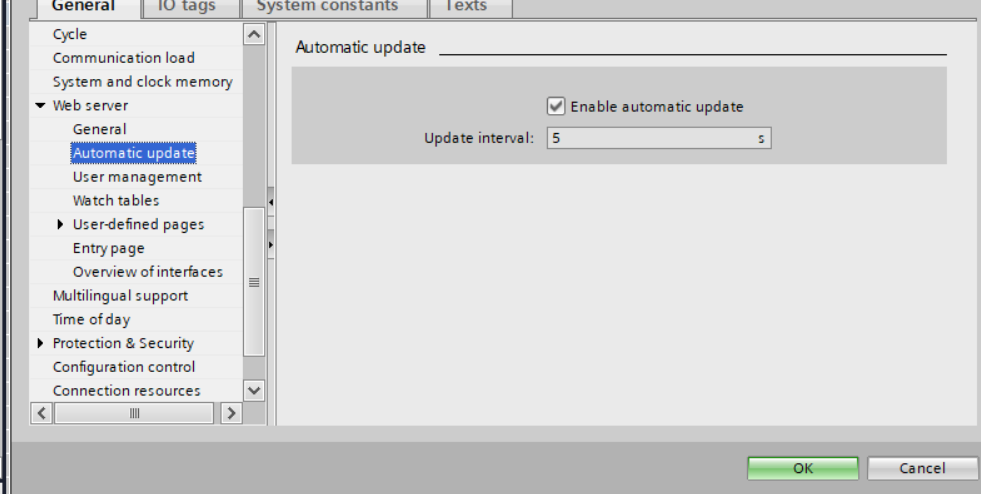 General IO tags System constants Texts
Cycle
Communication load
System and clock memory
Web server
General
Automatic update
User management
Watch tables
User-defined pages
Entry page
Overview of interfaces
Multilingual support
Time of day
Protection & Security
Configuration control
Connection resources
Automatic update
Enable automatic update
Update interval: 5 s
OK Cancel